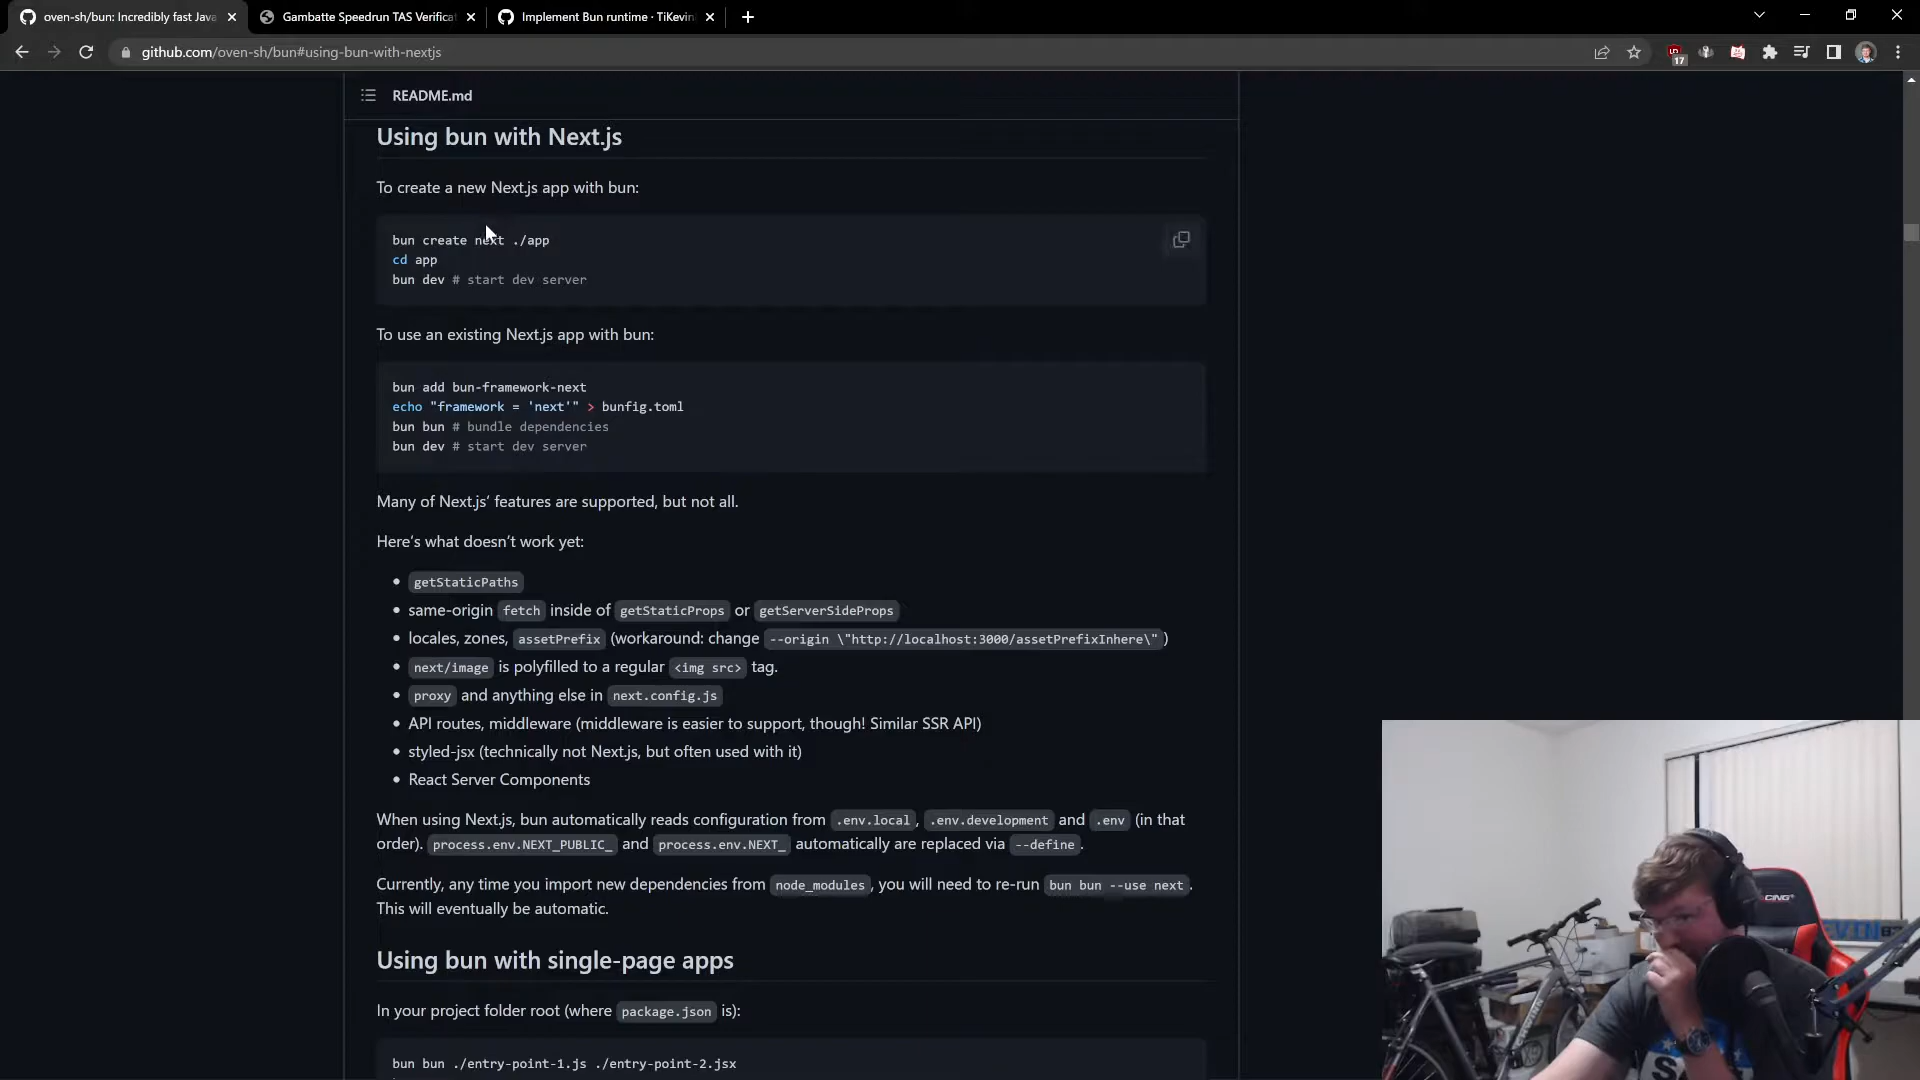 oven-sh/bun: Incredibly fast Java
Gambatte Speedrun TAS Verificat
Implement Bun runtime · TiKevin
github.com/oven-sh/bun#using-bun-with-nextjs
17
README.md
Using bun with Next.js
To create a new Next.js app with bun:
bun create next ./app
cd app
bun dev # start dev server
To use an existing Next.js app with bun:
bun add bun-framework-next
echo "framework = 'next'" > bunfig.toml
bun bun # bundle dependencies
bun dev # start dev server
Many of Next.js' features are supported, but not all.
Here's what doesn't work yet:
getStaticPaths
same-origin fetch inside of getStaticProps or getServerSideProps
locales, zones, assetPrefix (workaround: change --origin \"http://localhost:3000/assetPrefixInhere\" )
next/image is polyfilled to a regular <img src> tag.
proxy and anything else in next.config.js
API routes, middleware (middleware is easier to support, though! Similar SSR API)
styled-jsx (technically not Next.js, but often used with it)
React Server Components
When using Next.js, bun automatically reads configuration from .env.local , .env.development and .env (in that
order). process.env.NEXT_PUBLIC_ and process.env.NEXT_ automatically are replaced via --define .
Currently, any time you import new dependencies from node_modules , you will need to re-run bun bun --use next .
This will eventually be automatic.
Using bun with single-page apps
In your project folder root (where package.json is):
bun bun ./entry-point-1.js ./entry-point-2.jsx